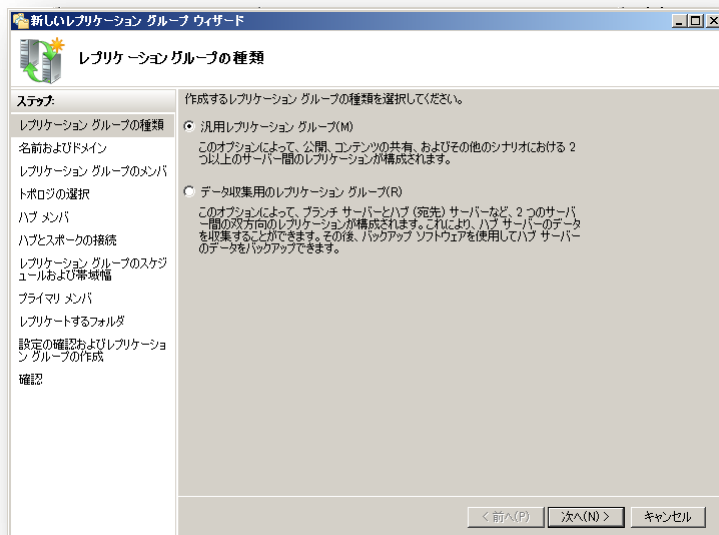 新しいレプリケーション グループ ウィザード
レプリケーション グループの種類
ステップ:
レプリケーション グループの種類
名前およびドメイン
レプリケーション グループのメンバ
トポロジの選択
ハブ メンバ
ハブとスポークの接続
レプリケーション グループのスケジ
ュールおよび帯域幅
プライマリ メンバ
レプリケートするフォルダ
設定の確認およびレプリケーショ
ン グループの作成
確認
作成するレプリケーション グループの種類を選択してください。
汎用レプリケーション グループ(M)
このオプションによって、公開、コンテンツの共有、およびその他のシナリオにおける 2
つ以上のサーバー間のレプリケーションが構成されます。
データ収集用のレプリケーション グループ(R)
このオプションによって、ブランチ サーバーとハブ (宛先) サーバーなど、2 つのサーバ
ー間の双方向のレプリケーションが構成されます。これにより、ハブ サーバーのデータ
を収集することができます。その後、バックアップ ソフトウェアを使用してハブ サーバー
のデータをバックアップできます。
< 前へ(P)
次へ(N) >
キャンセル